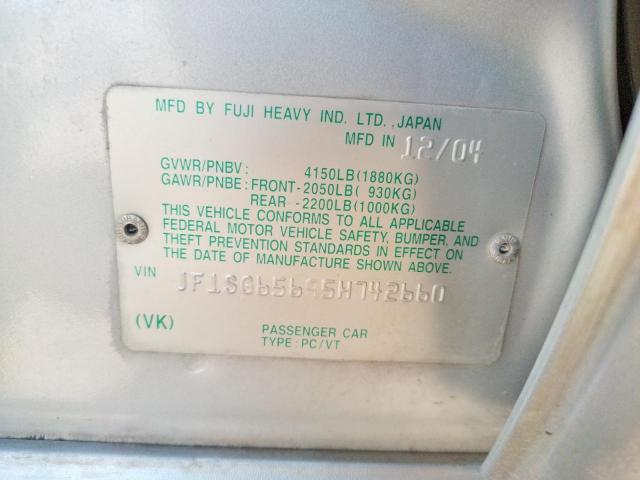 MFD BY FUJI HEAVY IND. LTD., JAPAN
MFD IN 12/04
GVWR/PNBV: 4150LB(1880KG)
GAWR/PNBE: FRONT-2050LB( 930KG)
REAR -2200LB(1000KG)
THIS VEHICLE CONFORMS TO ALL APPLICABLE
FEDERAL MOTOR VEHICLE SAFETY, BUMPER, AND
THEFT PREVENTION STANDARDS IN EFFECT ON
THE DATE OF MANUFACTURE SHOWN ABOVE.
VIN JF1SG65695H742660
(VK) PASSENGER CAR
TYPE: PC/VT